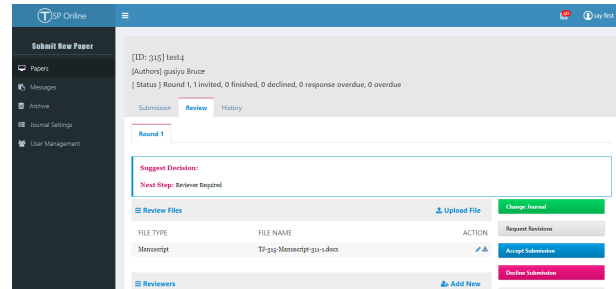 TSP Online
say first
Submit New Paper
Papers
Messages
Archive
Journal Settings
User Management
[ID: 315] test4
[Authors] gusiyu Bruce
[ Status ] Round 1, 1 invited, 0 finished, 0 declined, 0 response overdue, 0 overdue
Submission Review History
Round 1
Suggest Decision:
Next Step: Reviewer Required
Review Files Upload File
FILE TYPE FILE NAME ACTION
Manuscript TJ-315-Manuscript-311-1.docx
Reviewers Add New
Change Journal
Request Revisions
Accept Submission
Decline Submission